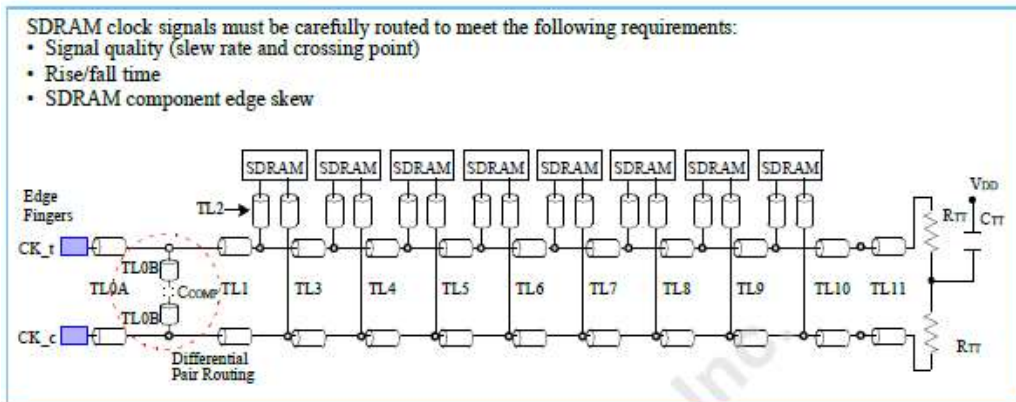 SDRAM clock signals must be carefully routed to meet the following requirements:
• Signal quality (slew rate and crossing point)
• Rise/fall time
• SDRAM component edge skew
SDRAM SDRAM SDRAM SDRAM SDRAM SDRAM SDRAM SDRAM
Edge
Fingers
TL2
VDD
RTT
CTT
CK_t
TL0B
TL0A
CCOMP
TL1 TL3 TL4 TL5 TL6 TL7 TL8 TL9 TL10 TL11
TL0B
CK_c
RTT
Differential
Pair Routing
Inc.